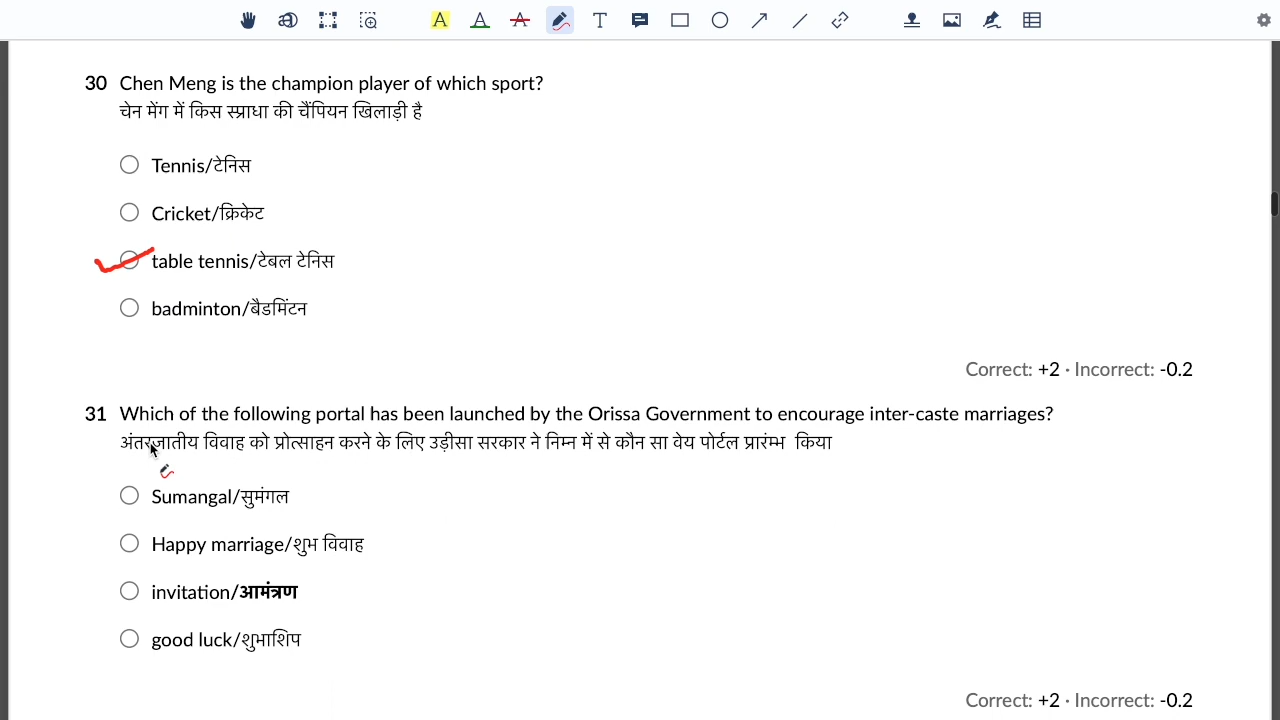 30 Chen Meng is the champion player of which sport?
चेन मेंग में किस स्प्राधा की चैंपियन खिलाड़ी है
Tennis/टेनिस
Cricket/क्रिकेट
table tennis/टेबल टेनिस
badminton/बैडमिंटन
Correct: +2 · Incorrect: -0.2
31 Which of the following portal has been launched by the Orissa Government to encourage inter-caste marriages?
अंतरजातीय विवाह को प्रोत्साहन करने के लिए उड़ीसा सरकार ने निम्न में से कौन सा वेय पोर्टल प्रारंम्भ किया
Sumangal/सुमंगल
Happy marriage/शुभ विवाह
invitation/आमंत्रण
good luck/शुभाशिप
Correct: +2 · Incorrect: -0.2